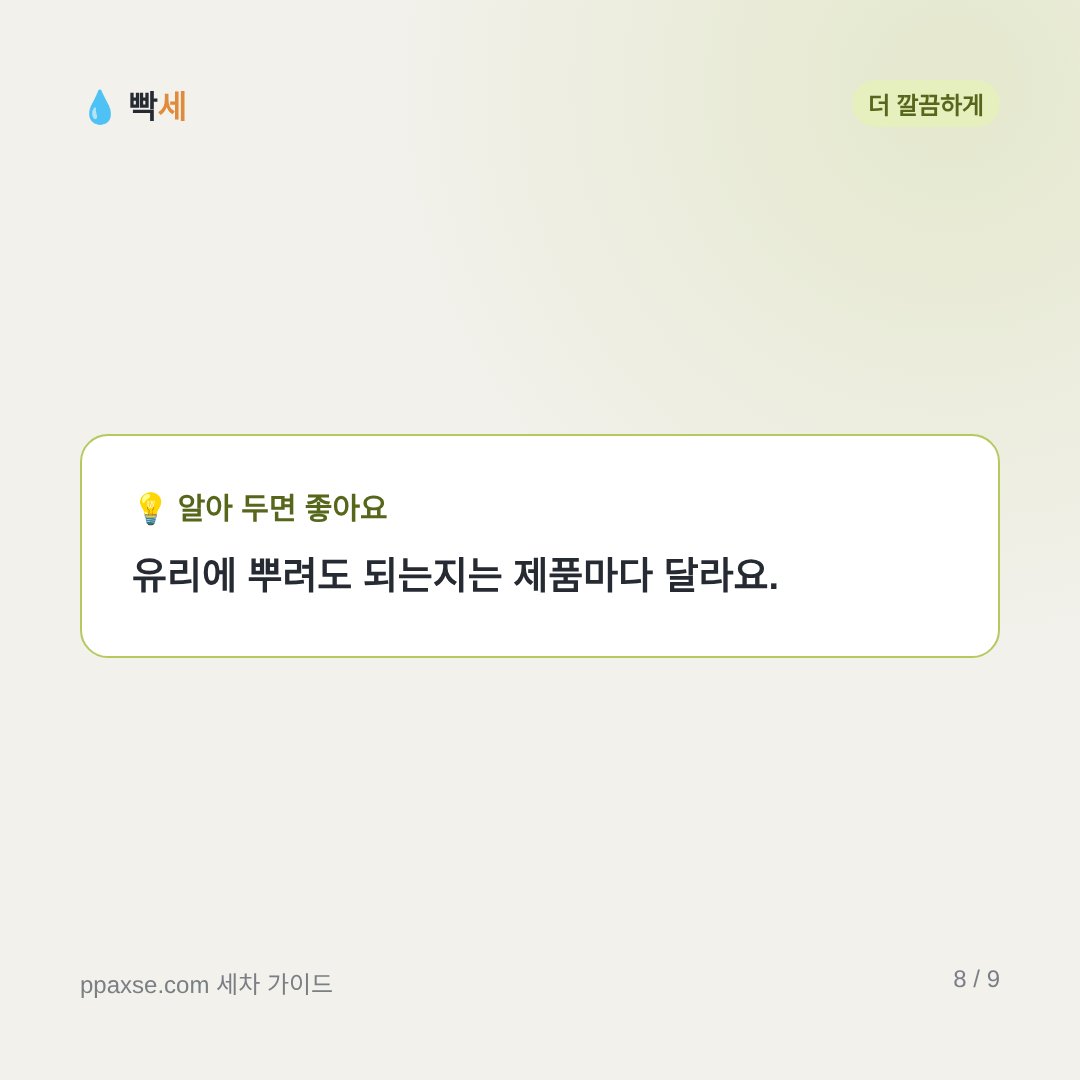 빡세
더 깔끔하게
알아 두면 좋아요
유리에 뿌려도 되는지는 제품마다 달라요.
ppaxse.com 세차 가이드
8 / 9